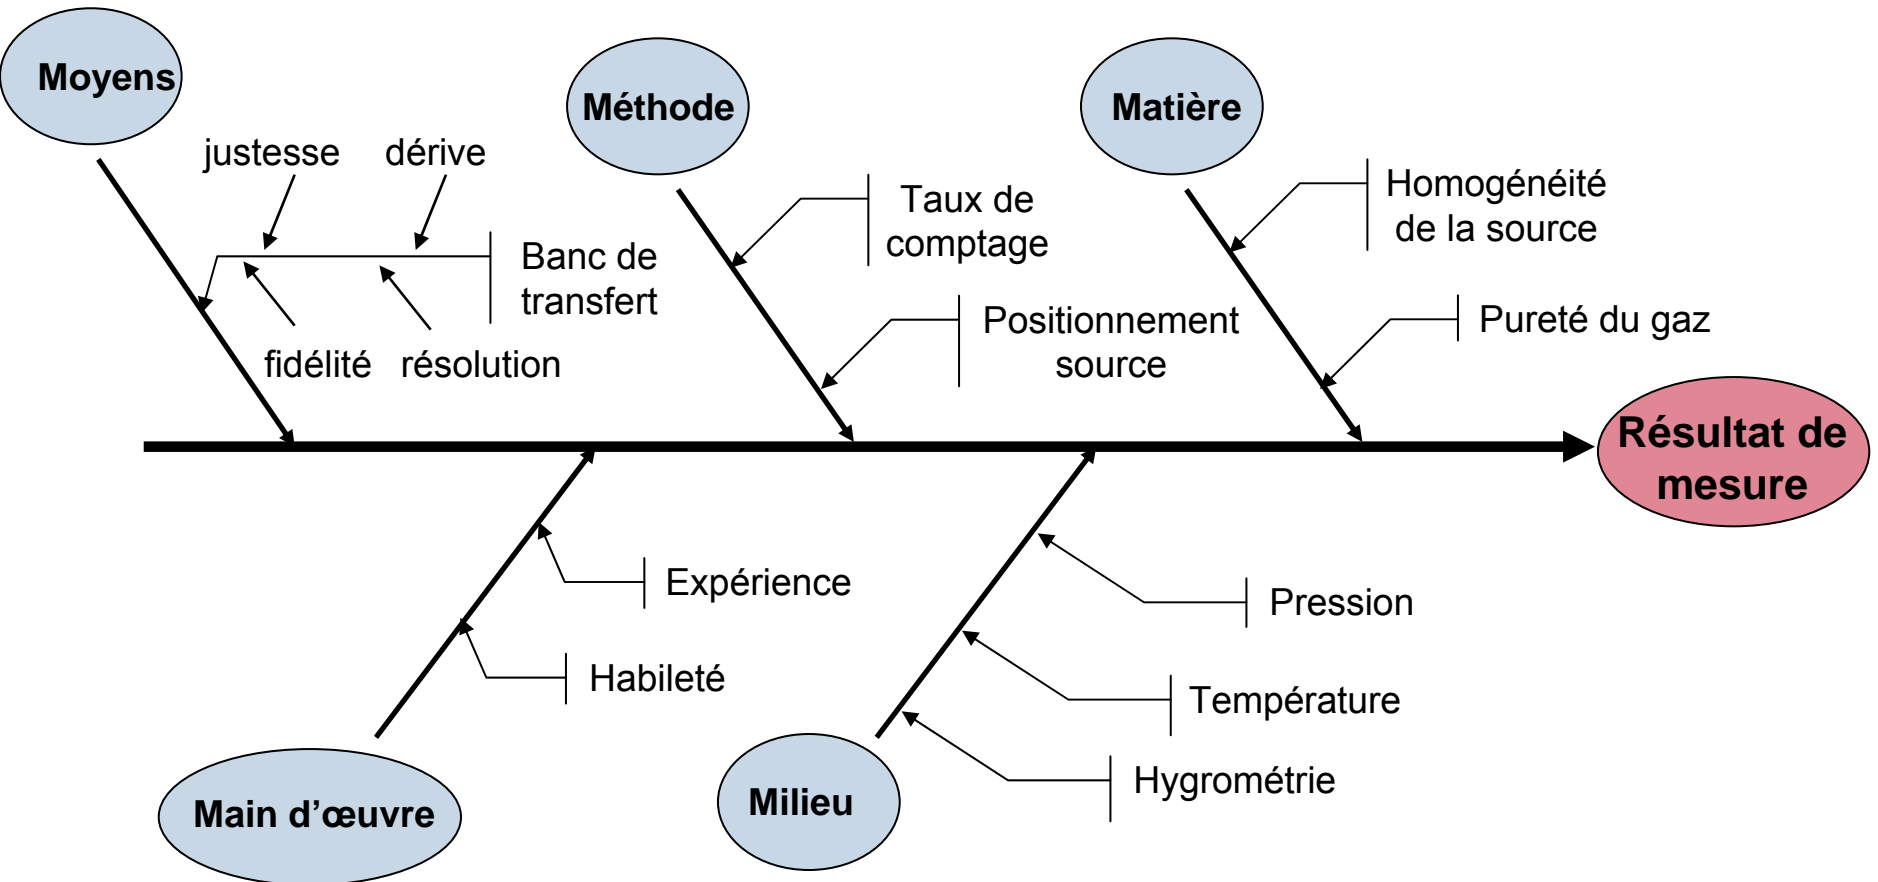 Moyens
Méthode
Matière
justesse
dérive
Banc de
transfert
fidélité
résolution
Taux de
comptage
Positionnement
source
Homogénéité
de la source
Pureté du gaz
Résultat de
mesure
Expérience
Habileté
Main d’œuvre
Pression
Température
Hygrométrie
Milieu